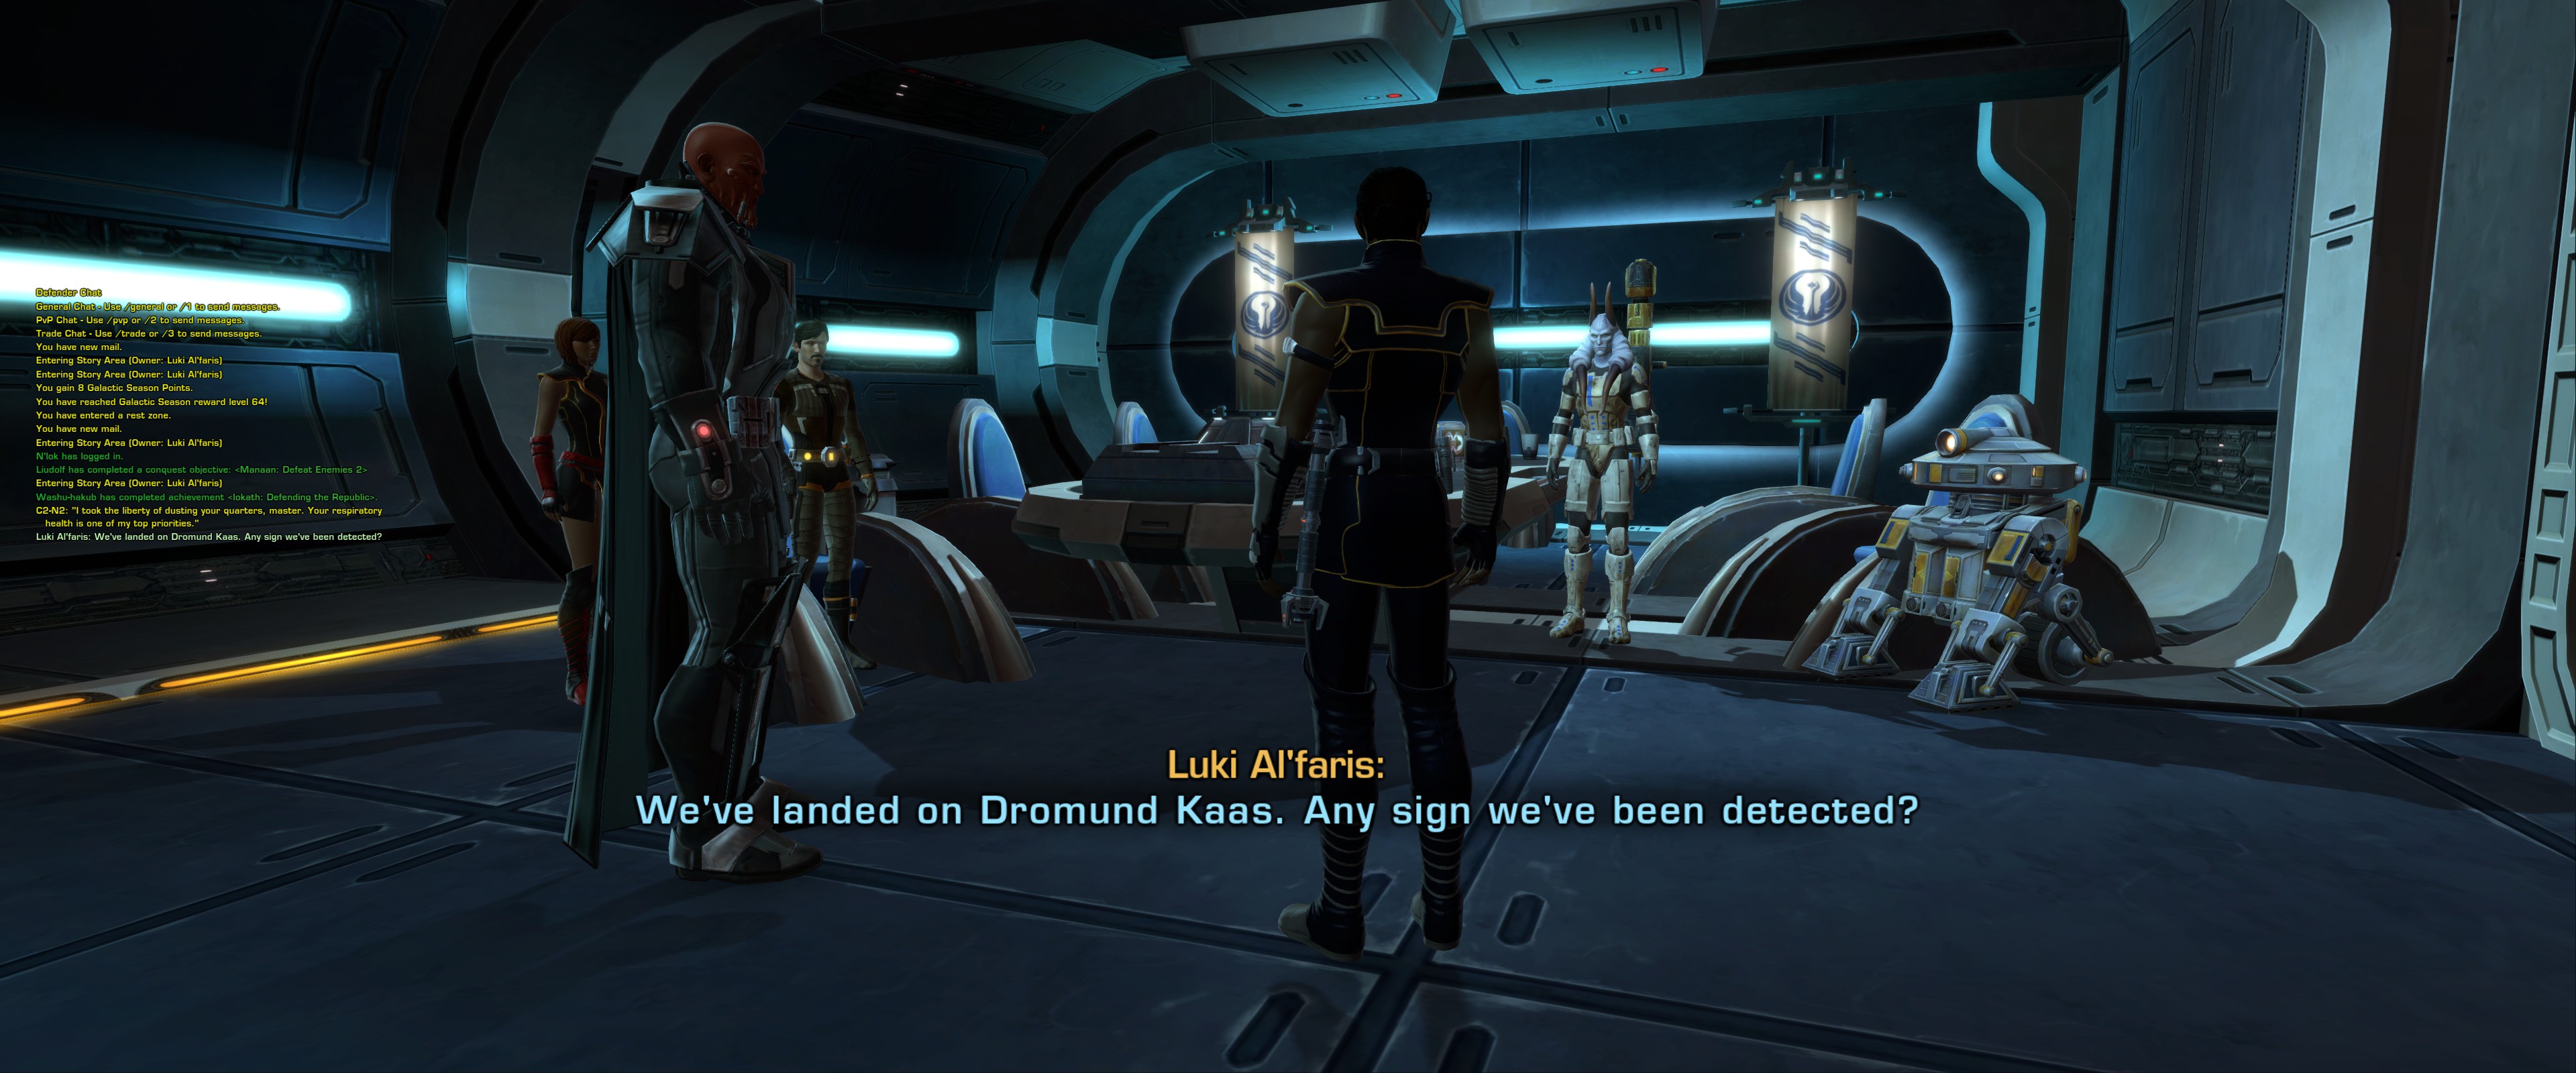 Defender Chat
General Chat - Use /general or /1 to send messages.
PvP Chat - Use /pvp or /2 to send messages.
Trade Chat - Use /trade or /3 to send messages.
You have new mail.
Entering Story Area (Owner: Luki Al'faris)
Entering Story Area (Owner: Luki Al'faris)
You gain 8 Galactic Season Points.
You have reached Galactic Season reward level 64!
You have entered a rest zone.
You have new mail.
Entering Story Area (Owner: Luki Al'faris)
N'lok has logged in.
Liudolf has completed a conquest objective: <Manaan: Defeat Enemies 2>
Entering Story Area (Owner: Luki Al'faris)
Washu-hakub has completed achievement <Iokath: Defending the Republic>.
C2-N2: "I took the liberty of dusting your quarters, master. Your respiratory
health is one of my top priorities."
Luki Al'faris: We've landed on Dromund Kaas. Any sign we've been detected?
Luki Al'faris:
We've landed on Dromund Kaas. Any sign we've been detected?